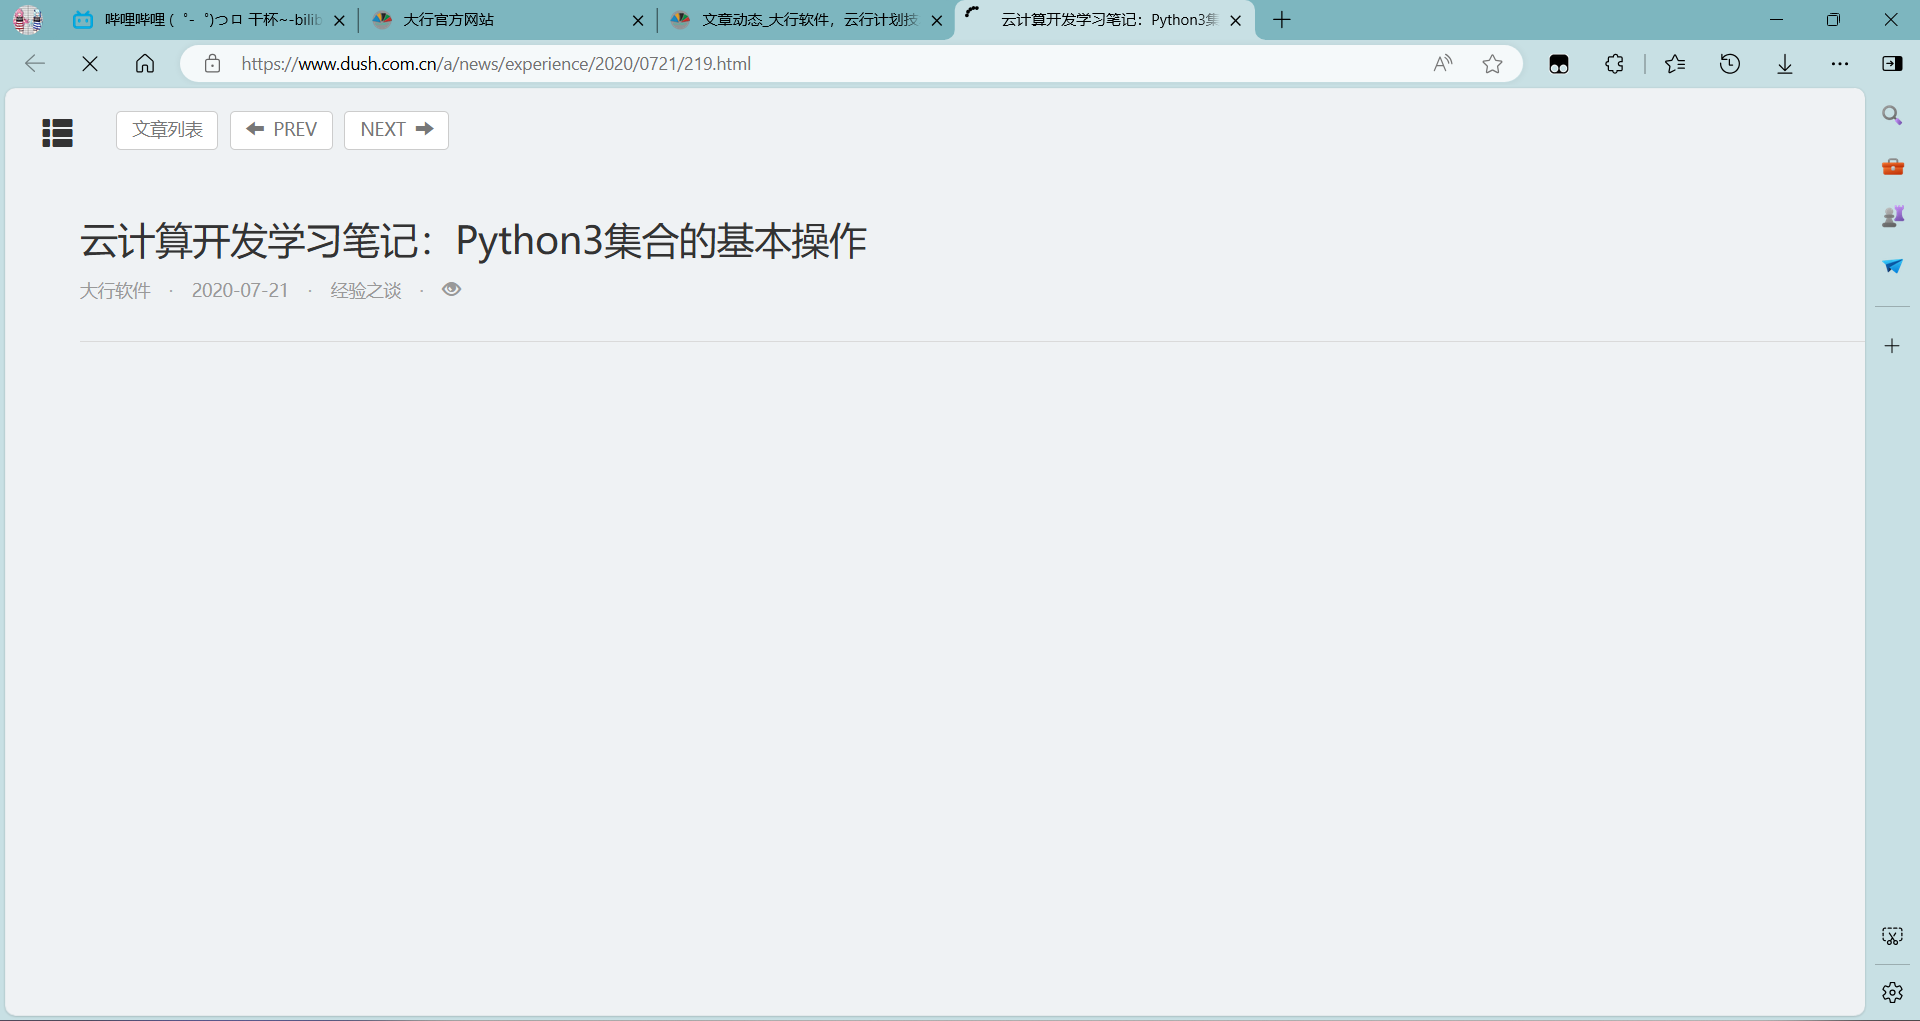 哔哩哔哩 (゜-゜)つロ 干杯~-bilib
大行官方网站
文章动态_大行软件，云行计划技
云计算开发学习笔记：Python3集
https://www.dush.com.cn/a/news/experience/2020/0721/219.html
文章列表
PREV
NEXT
云计算开发学习笔记：Python3集合的基本操作
大行软件 · 2020-07-21 · 经验之谈 ·